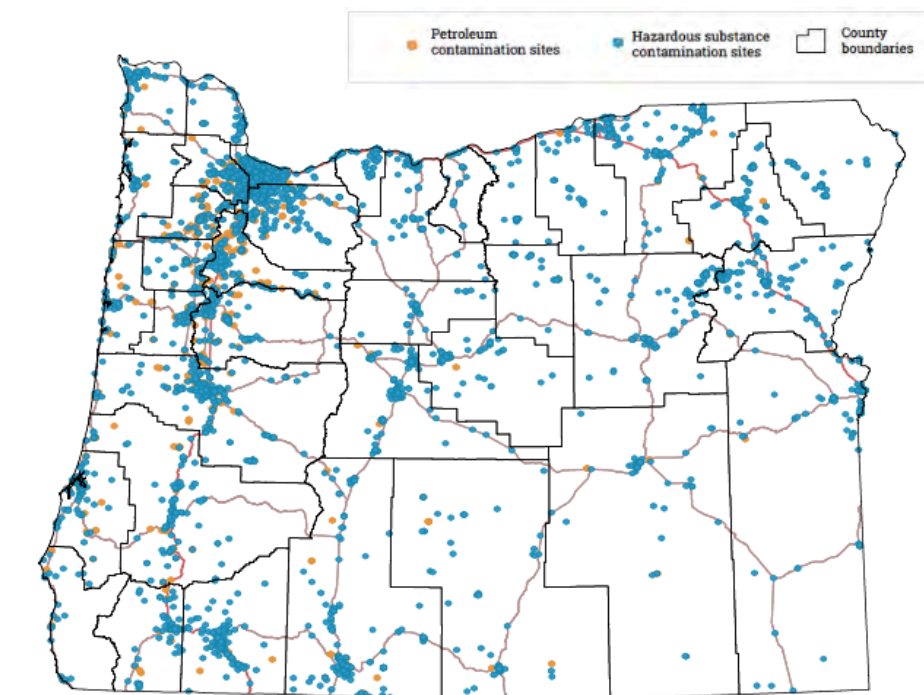 Petroleum
contamination sites
Hazardous substance
contamination sites
County
boundaries